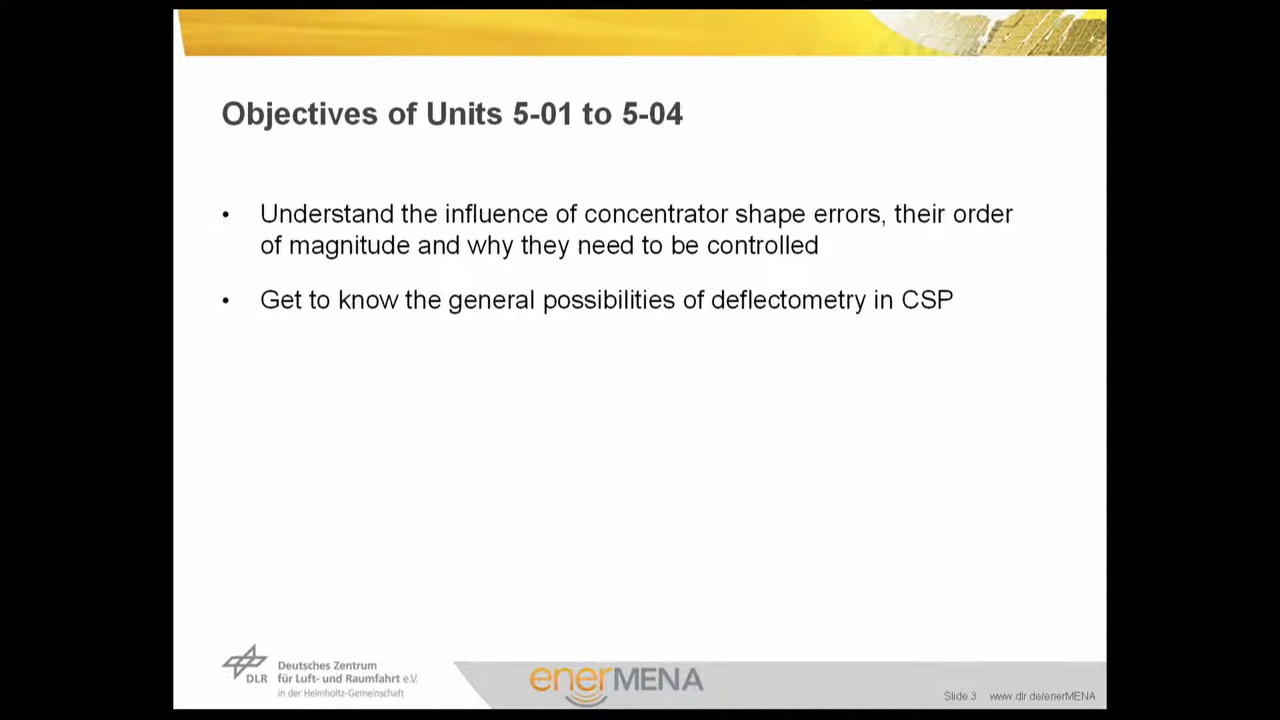 Objectives of Units 5-01 to 5-04
• Understand the influence of concentrator shape errors, their order
of magnitude and why they need to be controlled
• Get to know the general possibilities of deflectometry in CSP
DLR
Deutsches Zentrum
für Luft- und Raumfahrt e.V.
in der Helmholtz-Gemeinschaft
enerMENA
Slide 3 www.dlr.de/enerMENA